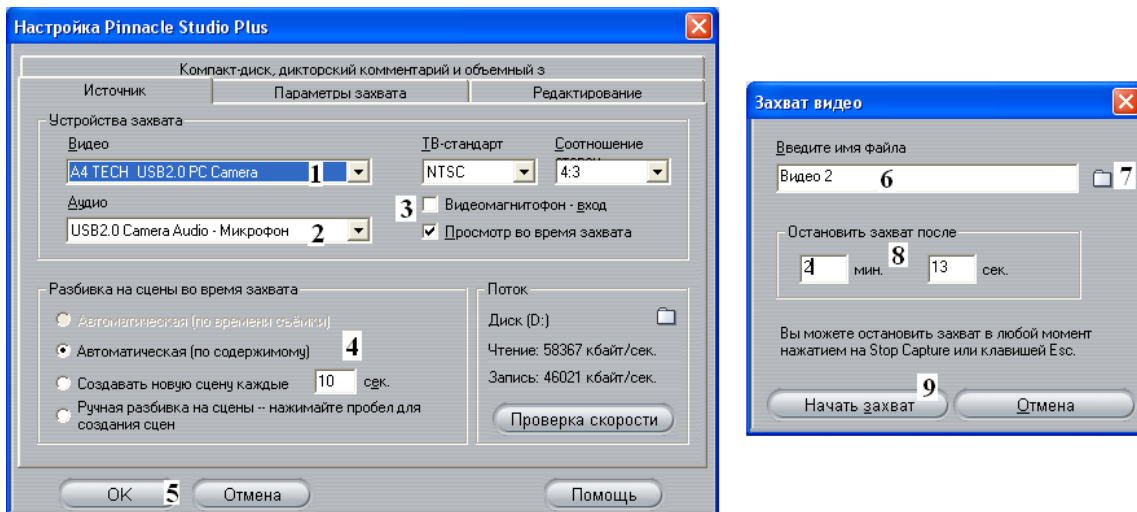 Настройка Pinnacle Studio Plus
Компакт-диск, дикторский комментарий и объемный з
Источник
Параметры захвата
Редактирование
Устройства захвата
Видео
ТВ-стандарт
Соотношение
A4 TECH USB2.0 PC Camera
1
NTSC
4:3
Аудио
3
Видеомагнитофон - вход
USB2.0 Camera Audio - Микрофон
2
Просмотр во время захвата
Разбивка на сцены во время захвата
Автоматическая (по времени съёмки)
Автоматическая (по содержимому)
4
Создавать новую сцену каждые 10 сек.
Ручная разбивка на сцены -- нажимайте пробел для
создания сцен
Поток
Диск (D:)
Чтение: 58367 кбайт/сек.
Запись: 46021 кбайт/сек.
Проверка скорости
OK
5
Отмена
Помощь
Захват видео
Введите имя файла
Видео 2
6
7
Остановить захват после
2 мин.
8
13 сек.
Вы можете остановить захват в любой момент
нажатием на Stop Capture или клавишей Esc.
Начать захват
9
Отмена